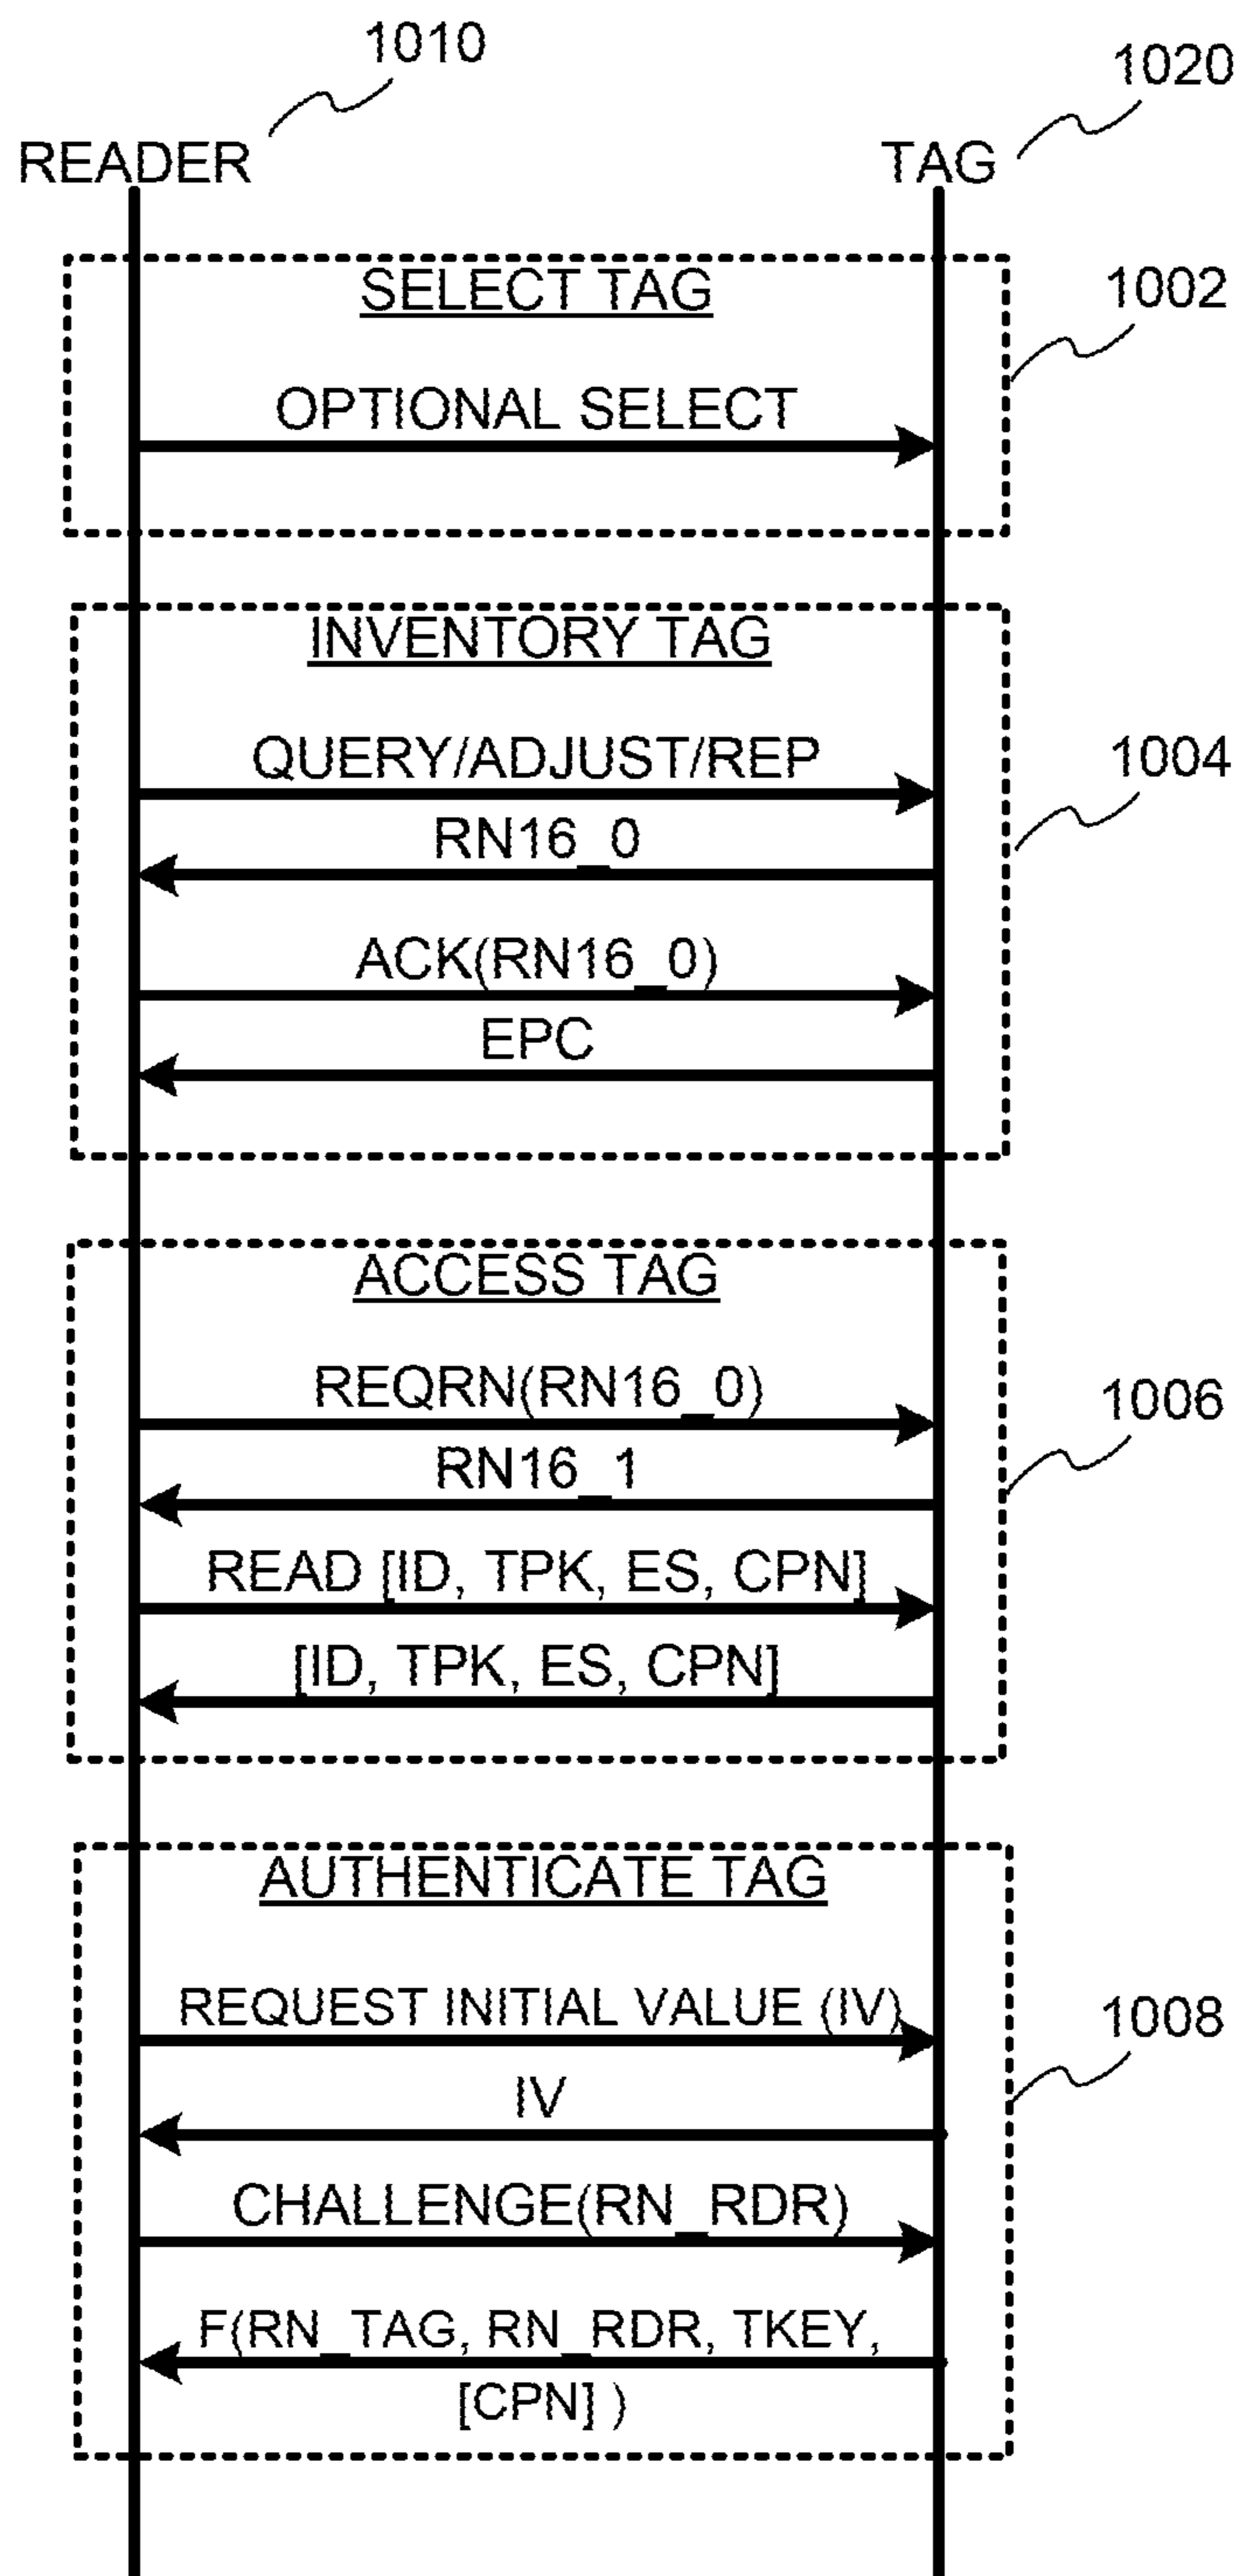 1010
1020
READER
TAG
SELECT TAG
1002
OPTIONAL SELECT
INVENTORY TAG
QUERY/ADJUST/REP
1004
RN16_0
ACK(RN16_0)
EPC
ACCESS TAG
REQRN(RN16_0)
1006
RN16_1
READ [ID, TPK, ES, CPN]
[ID, TPK, ES, CPN]
AUTHENTICATE TAG
REQUEST INITIAL VALUE (IV)
1008
IV
CHALLENGE(RN_RDR)
F(RN_TAG, RN_RDR, TKEY,
[CPN] )